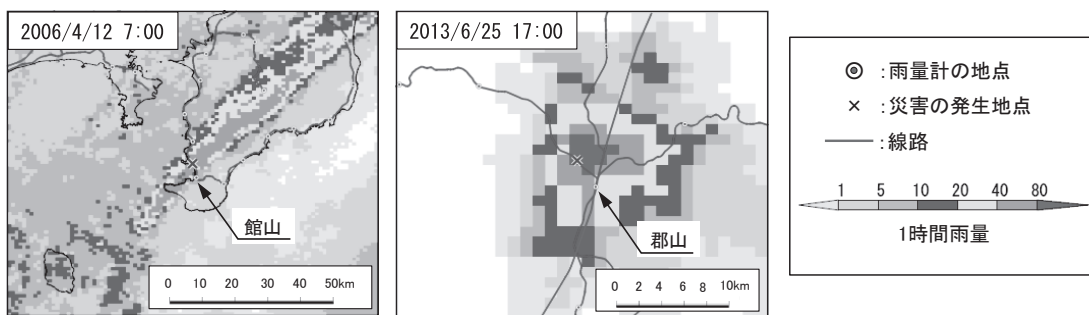 2006/4/12 7:00
館山
0 10 20 30 40 50km
2013/6/25 17:00
郡山
0 2 4 6 8 10km
◎ :雨量計の地点
× :災害の発生地点
:線路
1 5 10 20 40 80
1時間雨量